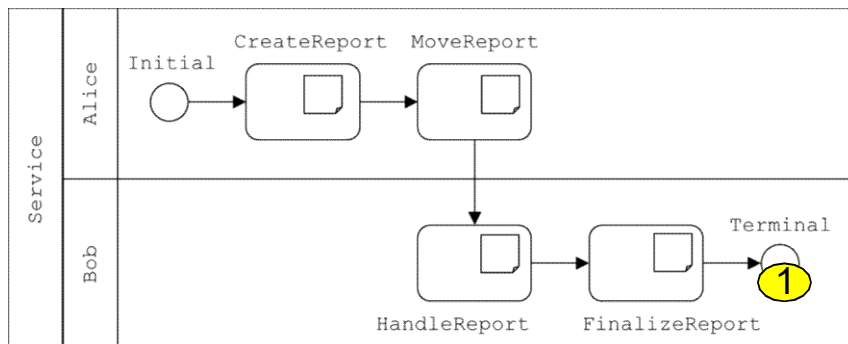 Service
Alice
Initial
CreateReport
MoveReport
Bob
HandleReport
FinalizeReport
Terminal
1